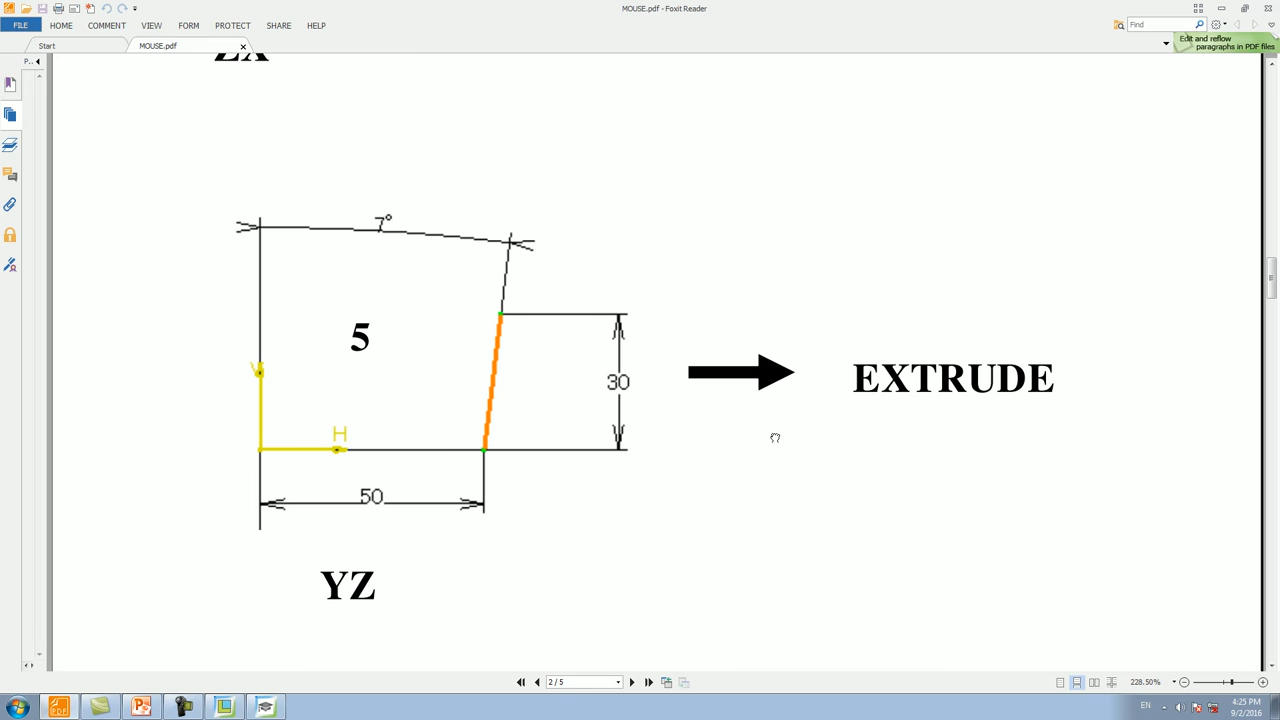 MOUSE.pdf - Foxit Reader
FILE HOME COMMENT VIEW FORM PROTECT SHARE HELP
Find
Start MOUSE.pdf
Edit and reflow
paragraphs in PDF files
P..
ZX
7°
5
V
30
EXTRUDE
H
50
YZ
2 / 5
228.50%
EN
4:25 PM
9/2/2016